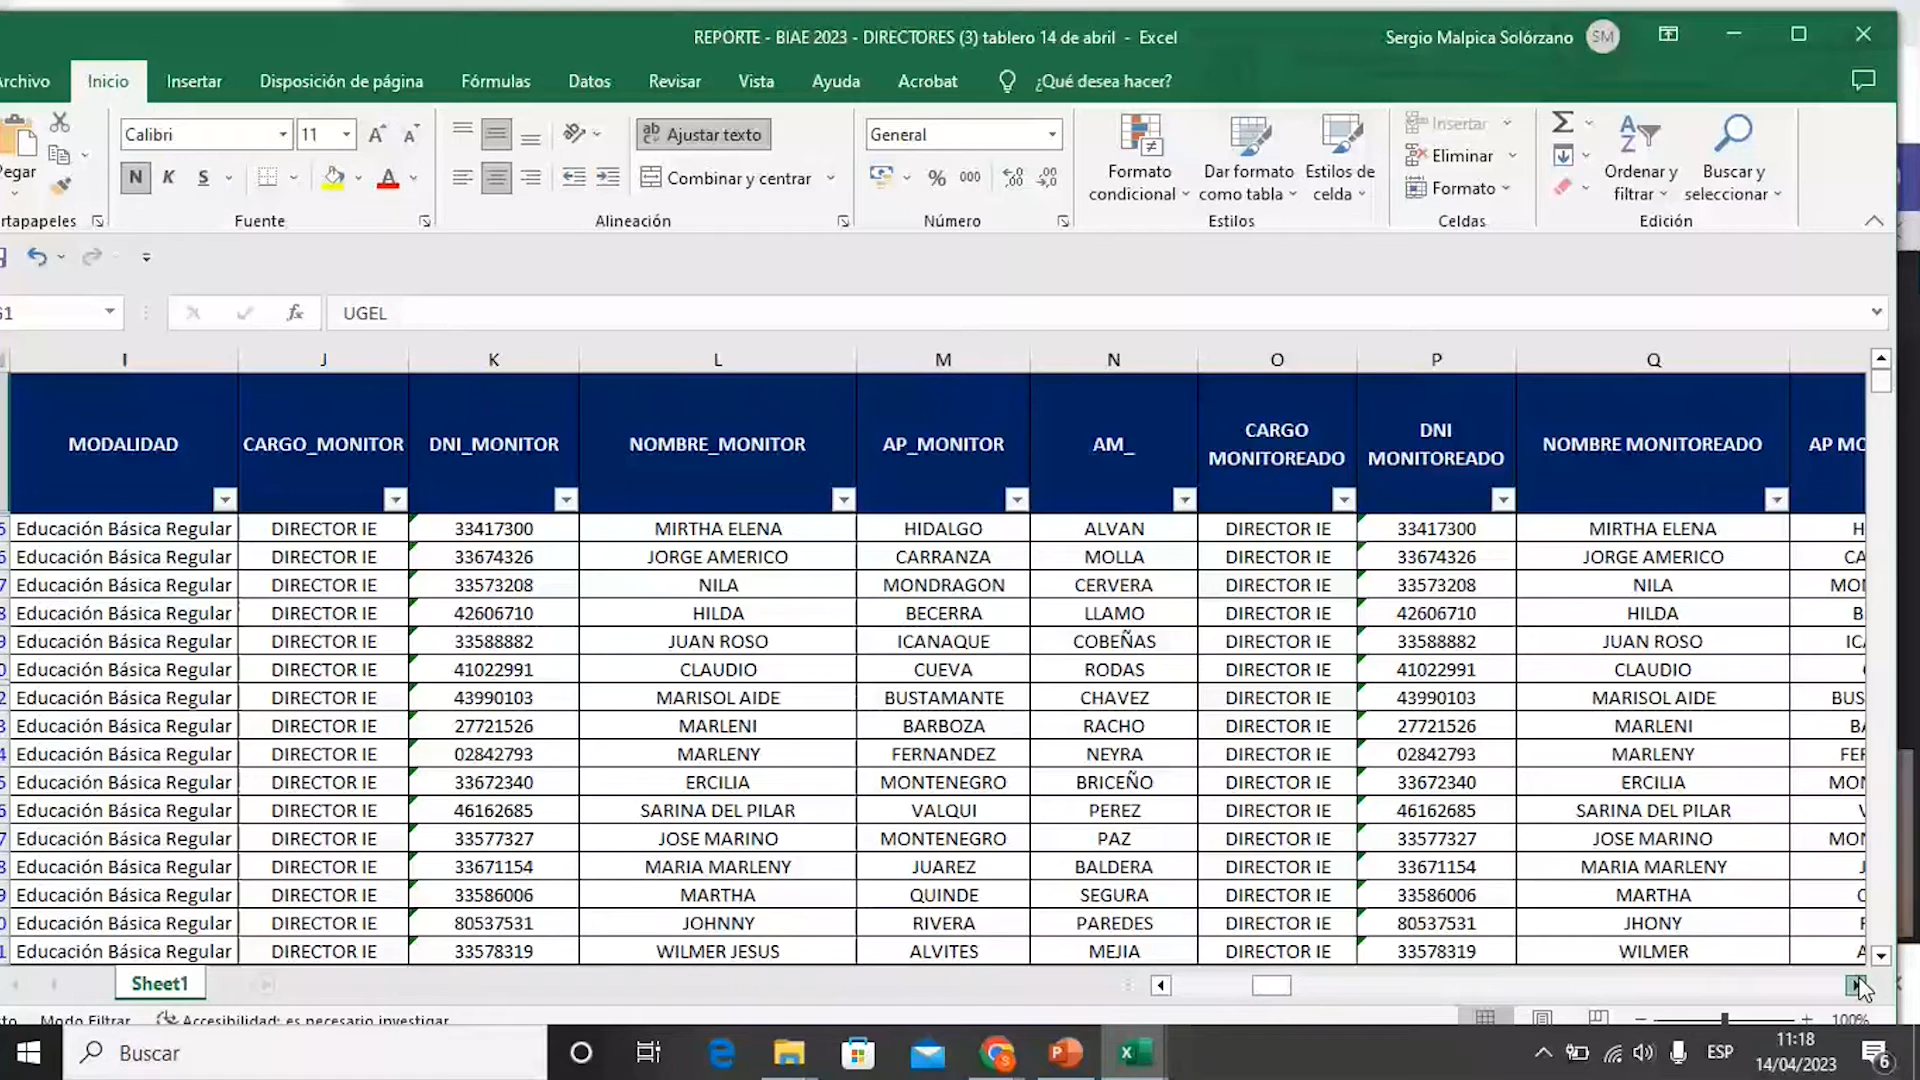 REPORTE - BIAE 2023 - DIRECTORES (3) tablero 14 de abril - Excel
Sergio Malpica Solórzano SM
Inicio Insertar Disposición de página Fórmulas Datos Revisar Vista Ayuda Acrobat ¿Qué desea hacer?
Calibri 11 Ajustar texto General Insertar
N K S Combinar y centrar % 000 Eliminar
Formato condicional Dar formato como tabla Estilos de celda Formato Ordenar y filtrar Buscar y seleccionar
Fuente Alineación Número Estilos Celdas Edición
fx UGEL
I J K L M N O P Q
MODALIDAD CARGO_MONITOR DNI_MONITOR NOMBRE_MONITOR AP_MONITOR AM_ CARGO MONITOREADO DNI MONITOREADO NOMBRE MONITOREADO AP MO
Educación Básica Regular DIRECTOR IE 33417300 MIRTHA ELENA HIDALGO ALVAN DIRECTOR IE 33417300 MIRTHA ELENA H
Educación Básica Regular DIRECTOR IE 33674326 JORGE AMERICO CARRANZA MOLLA DIRECTOR IE 33674326 JORGE AMERICO CA
Educación Básica Regular DIRECTOR IE 33573208 NILA MONDRAGON CERVERA DIRECTOR IE 33573208 NILA MON
Educación Básica Regular DIRECTOR IE 42606710 HILDA BECERRA LLAMO DIRECTOR IE 42606710 HILDA B
Educación Básica Regular DIRECTOR IE 33588882 JUAN ROSO ICANAQUE COBEÑAS DIRECTOR IE 33588882 JUAN ROSO IC
Educación Básica Regular DIRECTOR IE 41022991 CLAUDIO CUEVA RODAS DIRECTOR IE 41022991 CLAUDIO
Educación Básica Regular DIRECTOR IE 43990103 MARISOL AIDE BUSTAMANTE CHAVEZ DIRECTOR IE 43990103 MARISOL AIDE BUS
Educación Básica Regular DIRECTOR IE 27721526 MARLENI BARBOZA RACHO DIRECTOR IE 27721526 MARLENI BA
Educación Básica Regular DIRECTOR IE 02842793 MARLENY FERNANDEZ NEYRA DIRECTOR IE 02842793 MARLENY FER
Educación Básica Regular DIRECTOR IE 33672340 ERCILIA MONTENEGRO BRICEÑO DIRECTOR IE 33672340 ERCILIA MON
Educación Básica Regular DIRECTOR IE 46162685 SARINA DEL PILAR VALQUI PEREZ DIRECTOR IE 46162685 SARINA DEL PILAR V
Educación Básica Regular DIRECTOR IE 33577327 JOSE MARINO MONTENEGRO PAZ DIRECTOR IE 33577327 JOSE MARINO MON
Educación Básica Regular DIRECTOR IE 33671154 MARIA MARLENY JUAREZ BALDERA DIRECTOR IE 33671154 MARIA MARLENY J
Educación Básica Regular DIRECTOR IE 33586006 MARTHA QUINDE SEGURA DIRECTOR IE 33586006 MARTHA
Educación Básica Regular DIRECTOR IE 80537531 JOHNNY RIVERA PAREDES DIRECTOR IE 80537531 JHONY
Educación Básica Regular DIRECTOR IE 33578319 WILMER JESUS ALVITES MEJIA DIRECTOR IE 33578319 WILMER A
Sheet1
Modo Filtrar Accesibilidad: es necesario investigar 100%
Buscar ESP 11:18
14/04/2023 6